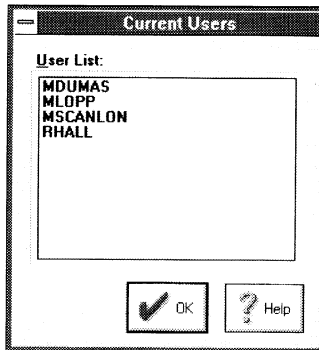 Current Users
User List:
MDUMAS
MLOPP
MSCANLON
RHALL
OK
Help